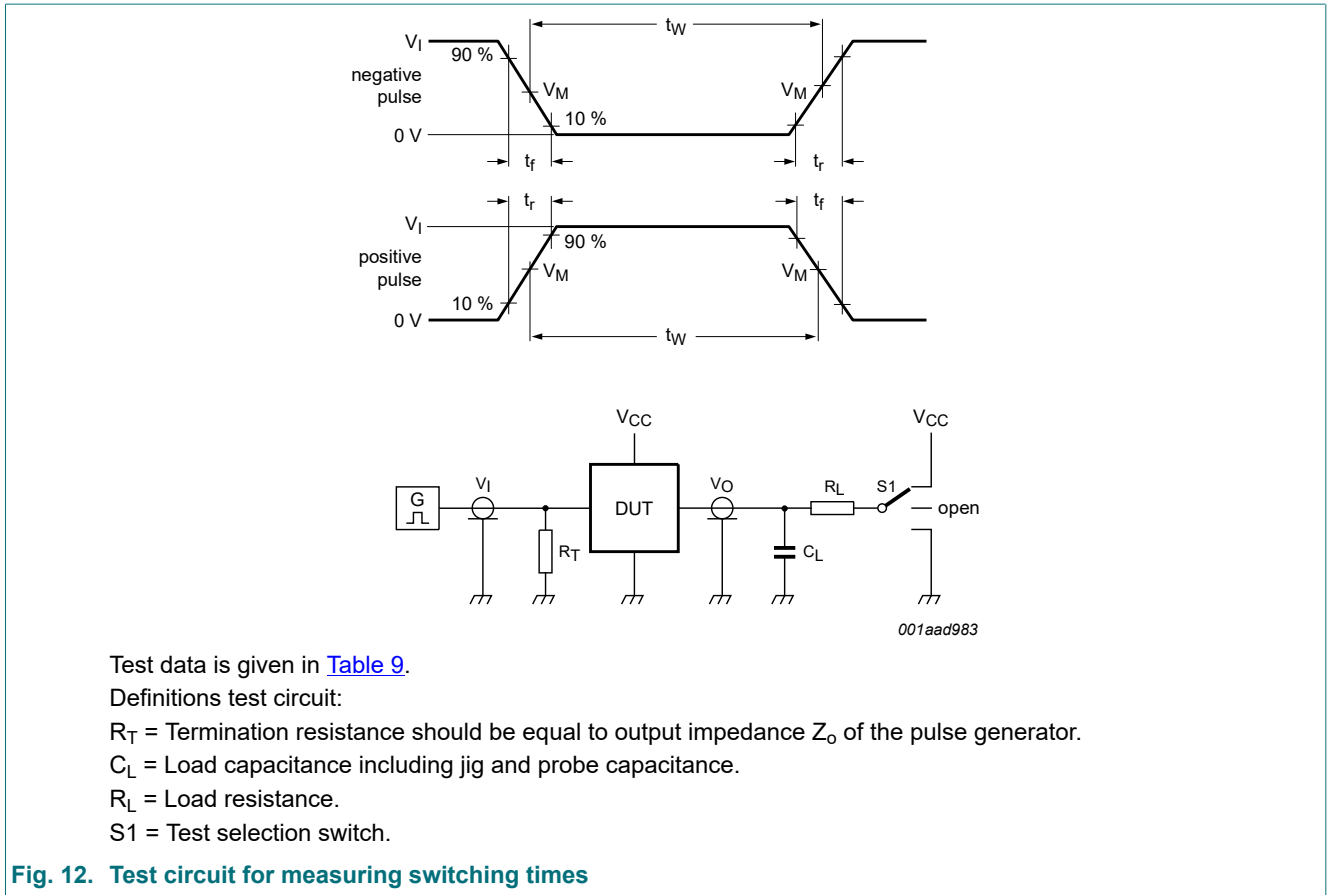 tW
VI
90 %
negative
pulse
VM
VM
10 %
0 V
tf
tr
tr
tf
VI
90 %
positive
pulse
VM
VM
10 %
0 V
tW
VCC
VCC
G
VI
DUT
VO
RL
S1
open
RT
CL
001aad983
Test data is given in Table 9.
Definitions test circuit:
RT = Termination resistance should be equal to output impedance Zo of the pulse generator.
CL = Load capacitance including jig and probe capacitance.
RL = Load resistance.
S1 = Test selection switch.
Fig. 12. Test circuit for measuring switching times